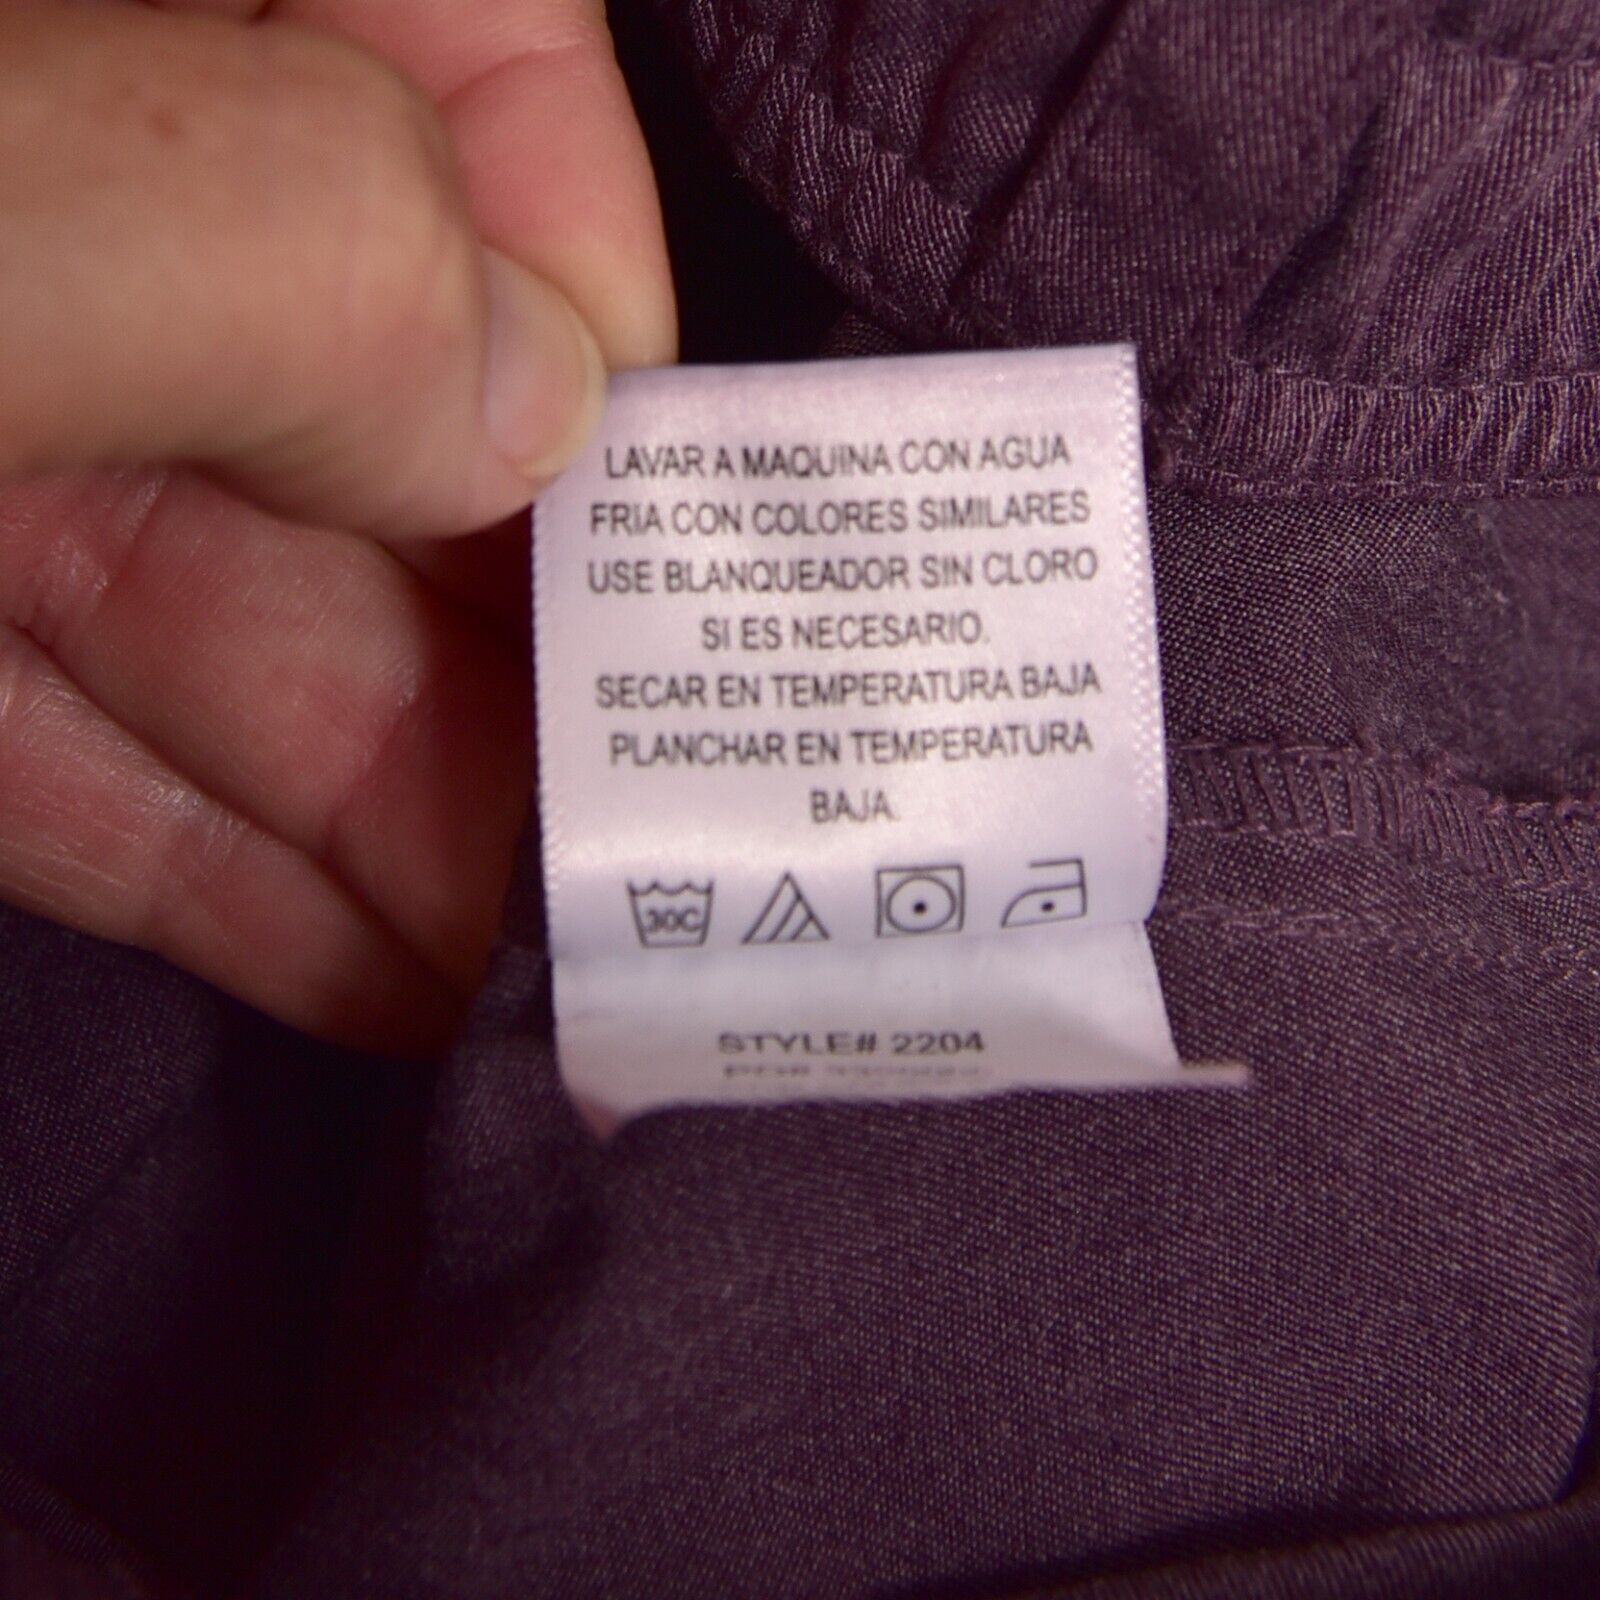 LAVAR A MAQUINA CON AGUA
FRIA CON COLORES SIMILARES
USE BLANQUEADOR SIN CLORO
SI ES NECESARIO.
SECAR EN TEMPERATURA BAJA
PLANCHAR EN TEMPERATURA
BAJA.
30C
STYLE# 2204
PO#